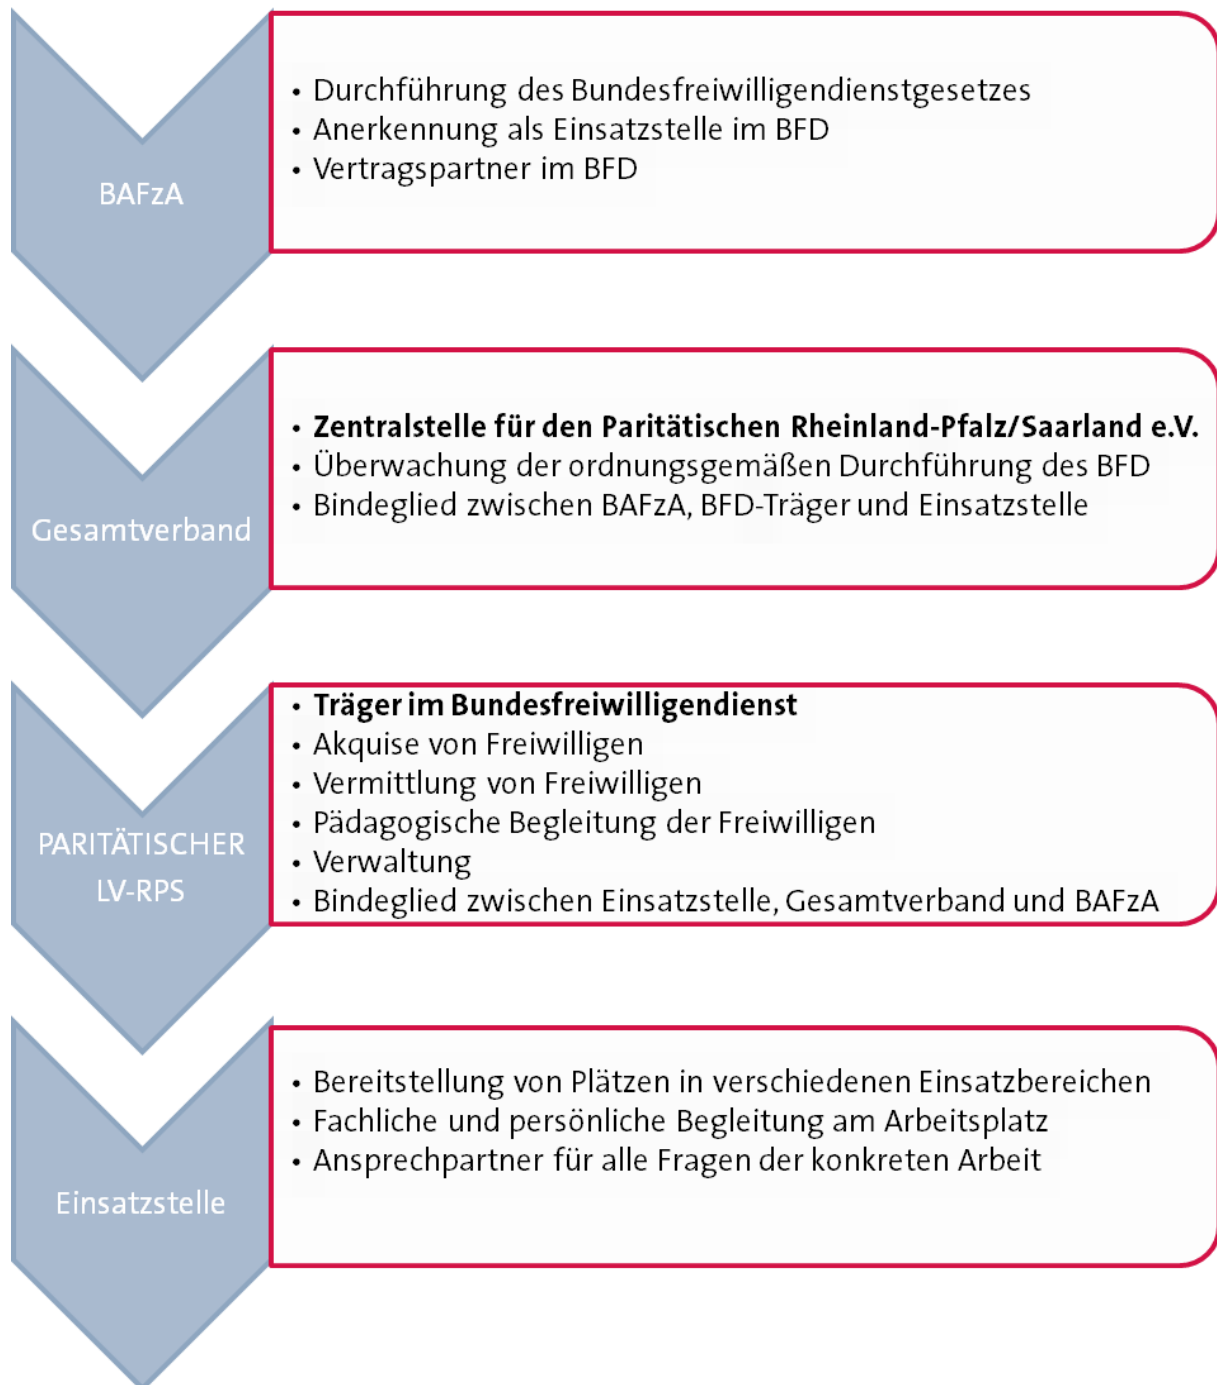 BAFzA
• Durchführung des Bundesfreiwilligendienstgesetzes
• Anerkennung als Einsatzstelle im BFD
• Vertragspartner im BFD
Gesamtverband
• Zentralstelle für den Paritätischen Rheinland-Pfalz/Saarland e.V.
• Überwachung der ordnungsgemäßen Durchführung des BFD
• Bindeglied zwischen BAFzA, BFD-Träger und Einsatzstelle
PARITÄTISCHER
LV-RPS
• Träger im Bundesfreiwilligendienst
• Akquise von Freiwilligen
• Vermittlung von Freiwilligen
• Pädagogische Begleitung der Freiwilligen
• Verwaltung
• Bindeglied zwischen Einsatzstelle, Gesamtverband und BAFzA
Einsatzstelle
• Bereitstellung von Plätzen in verschiedenen Einsatzbereichen
• Fachliche und persönliche Begleitung am Arbeitsplatz
• Ansprechpartner für alle Fragen der konkreten Arbeit